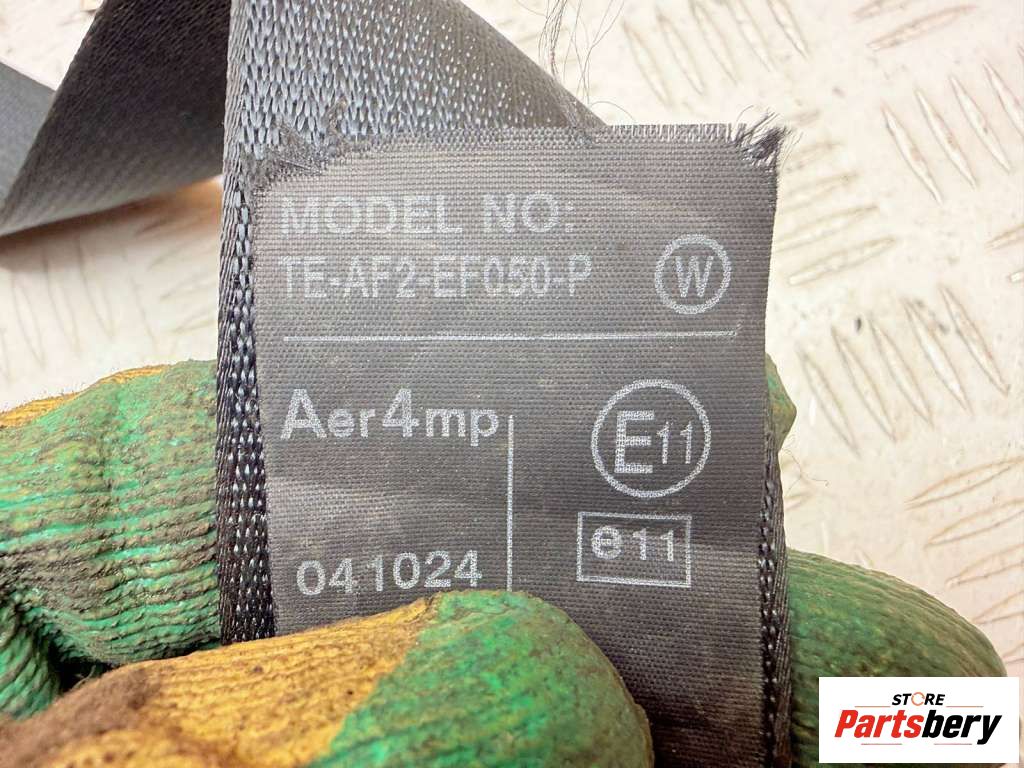 MODEL NO:
TE-AF2-EF050-P
W
Aer4mp
E11
e11
041024
STORE
Partsbery